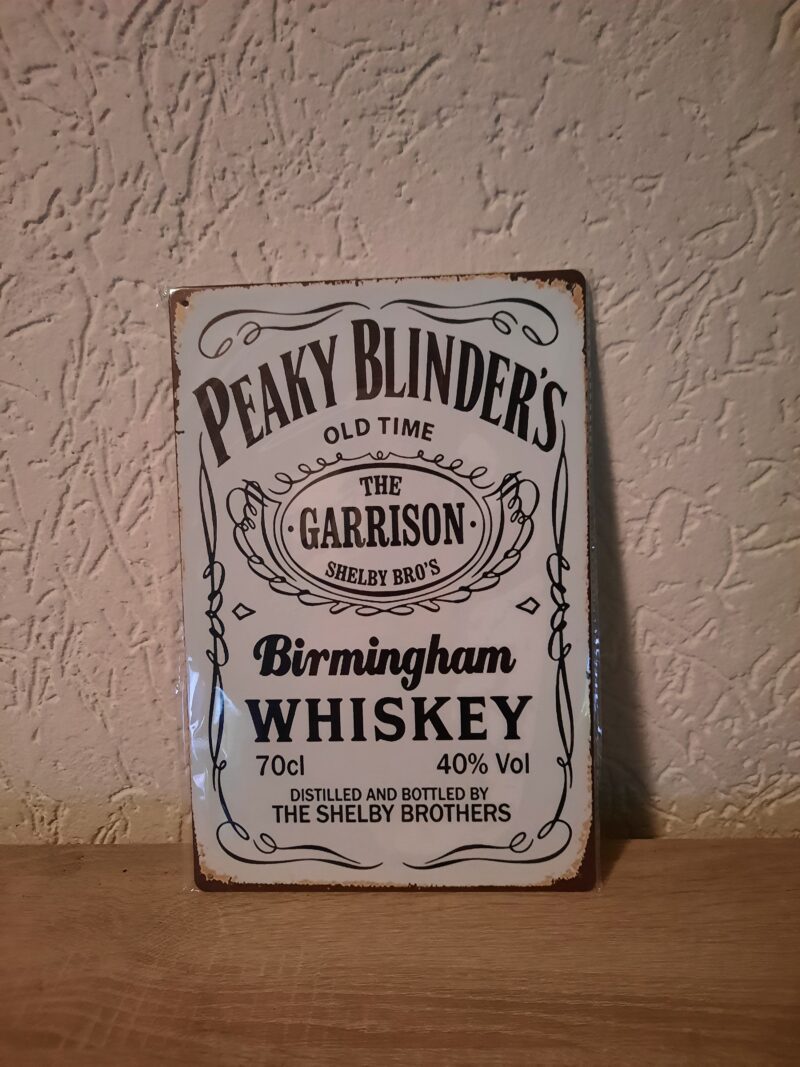 PEAKY BLINDER'S
OLD TIME
THE
·GARRISON·
SHELBY BRO'S
Birmingham
WHISKEY
70cl 40% Vol
DISTILLED AND BOTTLED BY
THE SHELBY BROTHERS